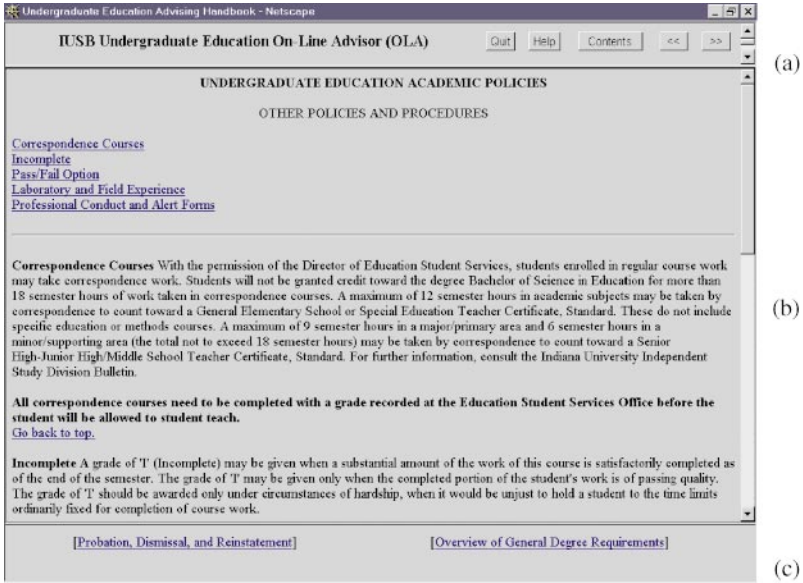 Undergraduate Education Advising Handbook - Netscape
IUSB Undergraduate Education On-Line Advisor (OLA)
Quit Help Contents << >>
(a)
UNDERGRADUATE EDUCATION ACADEMIC POLICIES
OTHER POLICIES AND PROCEDURES
Correspondence Courses
Incomplete
Pass/Fail Option
Laboratory and Field Experience
Professional Conduct and Alert Forms
Correspondence Courses With the permission of the Director of Education Student Services, students enrolled in regular course work
may take correspondence work. Students will not be granted credit toward the degree Bachelor of Science in Education for more than
18 semester hours of work taken in correspondence courses. A maximum of 12 semester hours in academic subjects may be taken by
correspondence to count toward a General Elementary School or Special Education Teacher Certificate, Standard. These do not include
specific education or methods courses. A maximum of 9 semester hours in a major/primary area and 6 semester hours in a
minor/supporting area (the total not to exceed 18 semester hours) may be taken by correspondence to count toward a Senior
High-Junior High/Middle School Teacher Certificate, Standard. For further information, consult the Indiana University Independent
Study Division Bulletin.
(b)
All correspondence courses need to be completed with a grade recorded at the Education Student Services Office before the
student will be allowed to student teach.
Go back to top.
Incomplete A grade of 'I' (Incomplete) may be given when a substantial amount of the work of this course is satisfactorily completed as
of the end of the semester. The grade of 'I' may be given only when the completed portion of the student's work is of passing quality.
The grade of 'I' should be awarded only under circumstances of hardship, when it would be unjust to hold a student to the time limits
ordinarily fixed for completion of course work.
[Probation, Dismissal, and Reinstatement] [Overview of General Degree Requirements]
(c)